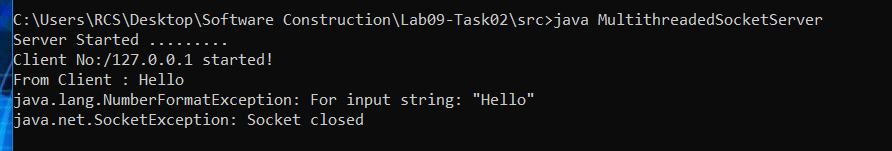 C:\Users\RCS\Desktop\Software Construction\Lab09-Task02\src>java MultithreadedSocketServer
Server Started .........
Client No:/127.0.0.1 started!
From Client : Hello
java.lang.NumberFormatException: For input string: "Hello"
java.net.SocketException: Socket closed